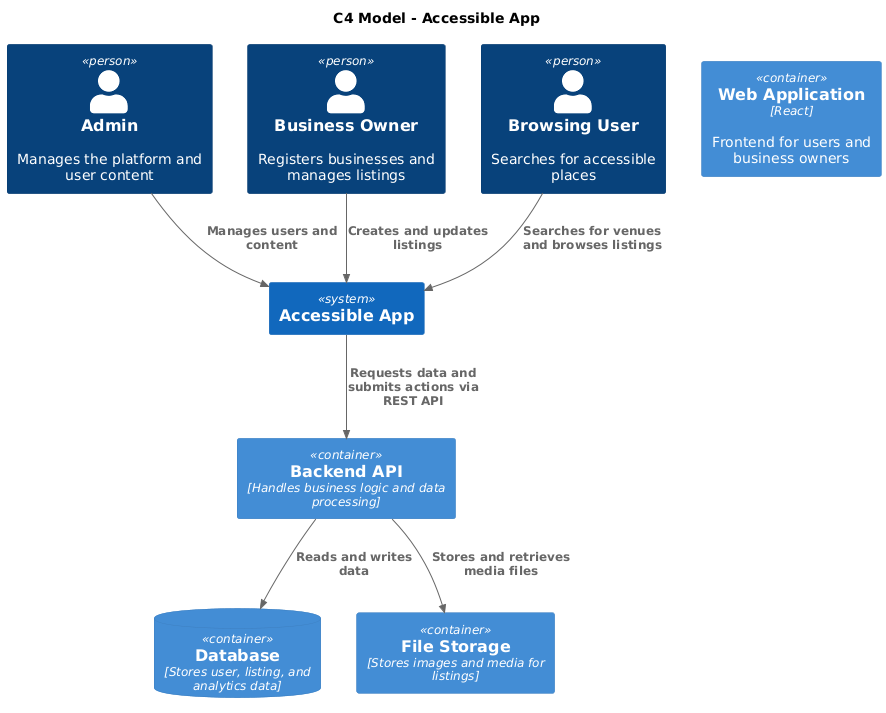 C4 Model - Accessible App
«person»
Admin
Manages the platform and
user content
«person»
Business Owner
Registers businesses and
manages listings
«person»
Browsing User
Searches for accessible
places
«container»
Web Application
[React]
Frontend for users and
business owners
Manages users and
content
Creates and updates
listings
Searches for venues
and browses listings
«system»
Accessible App
Requests data and
submits actions via
REST API
«container»
Backend API
[Handles business logic and data
processing]
Reads and writes
data
Stores and retrieves
media files
«container»
Database
[Stores user, listing, and
analytics data]
«container»
File Storage
[Stores images and media for
listings]